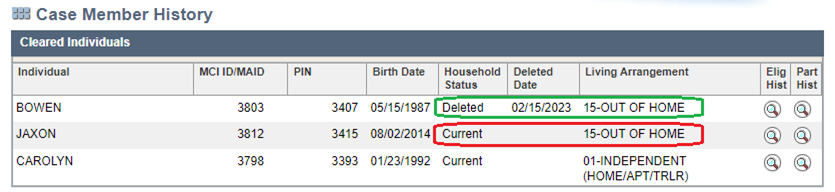 Case Member History
Cleared Individuals
Individual MCI ID/MAID PIN Birth Date Household Status Deleted Date Living Arrangement Elig Hist Part Hist
BOWEN 3803 3407 05/15/1987 Deleted 02/15/2023 15-OUT OF HOME
JAXON 3812 3415 08/02/2014 Current 15-OUT OF HOME
CAROLYN 3798 3393 01/23/1992 Current 01-INDEPENDENT
(HOME/APT/TRLR)